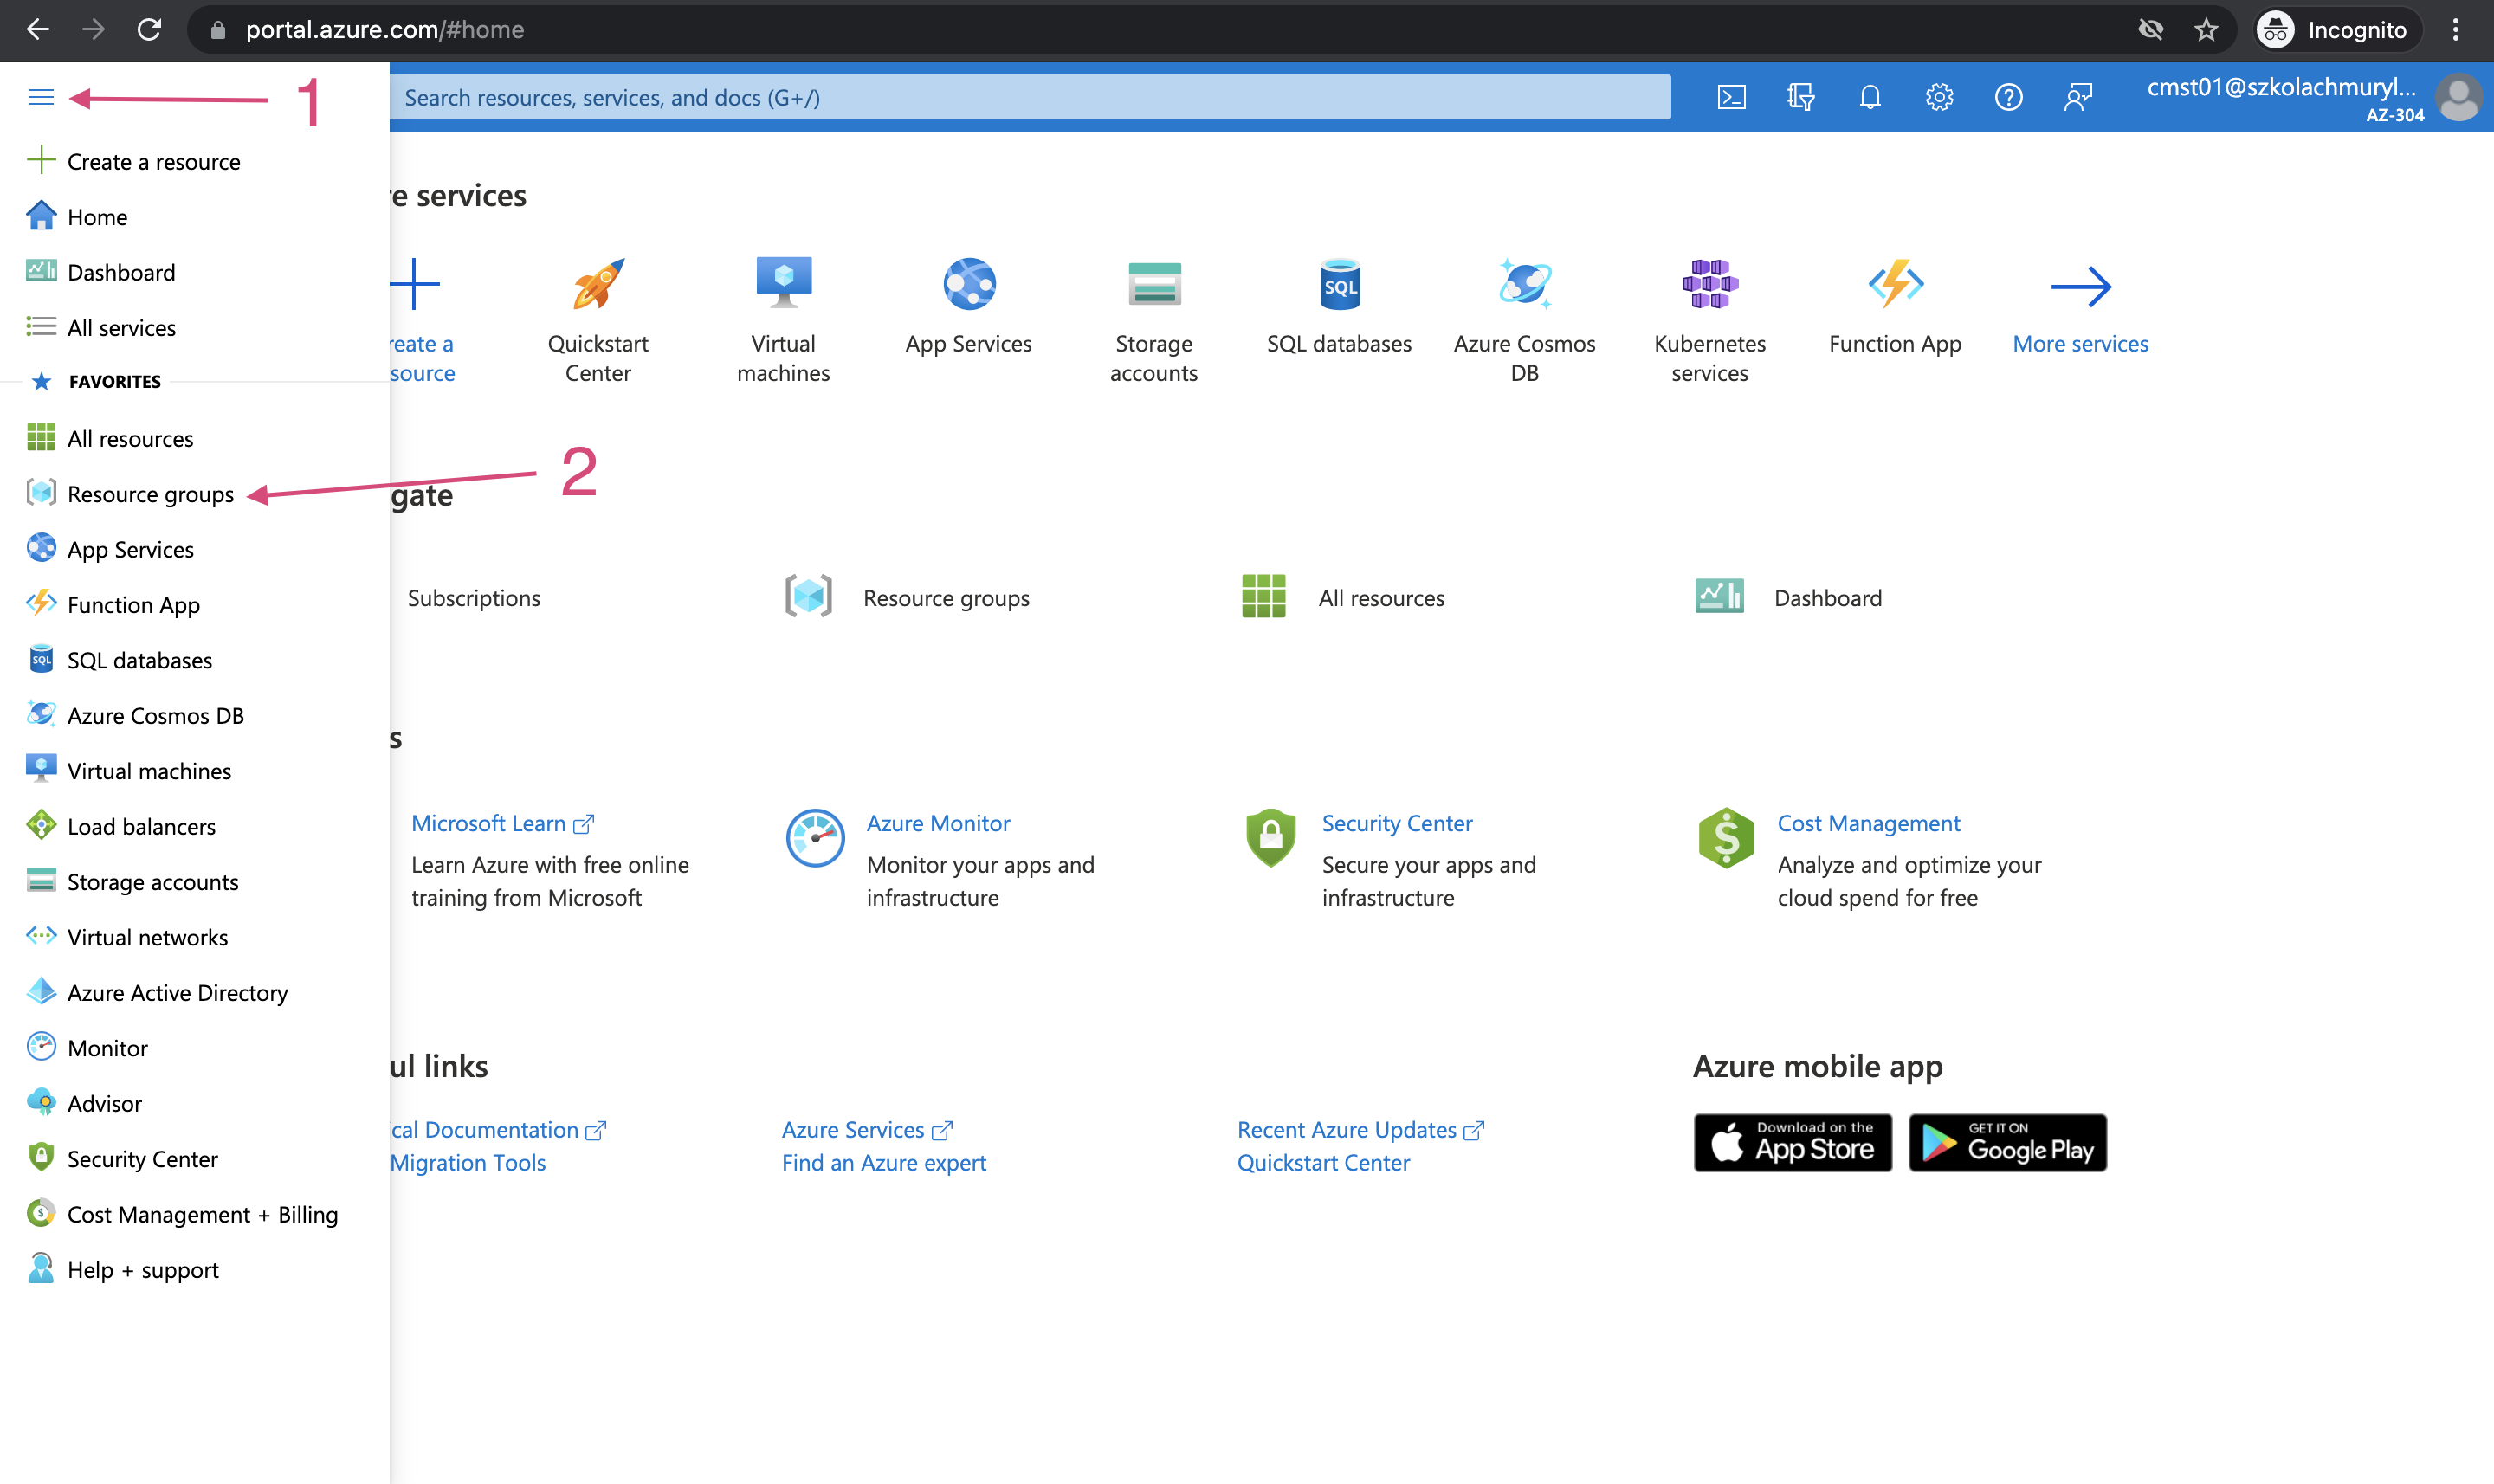 portal.azure.com/#home
Incognito
1
Search resources, services, and docs (G+/)
cmst01@szkolachmuryl...
AZ-304
Create a resource
Home
Dashboard
All services
FAVORITES
All resources
Resource groups
App Services
Function App
SQL databases
Azure Cosmos DB
Virtual machines
Load balancers
Storage accounts
Virtual networks
Azure Active Directory
Monitor
Advisor
Security Center
Cost Management + Billing
Help + support
2
e services
reate a
source
Quickstart
Center
Virtual
machines
App Services
Storage
accounts
SQL
SQL databases
Azure Cosmos
DB
Kubernetes
services
Function App
More services
gate
Subscriptions
Resource groups
All resources
Dashboard
s
Microsoft Learn
Learn Azure with free online
training from Microsoft
Azure Monitor
Monitor your apps and
infrastructure
Security Center
Secure your apps and
infrastructure
Cost Management
Analyze and optimize your
cloud spend for free
ul links
ical Documentation
Migration Tools
Azure Services
Find an Azure expert
Recent Azure Updates
Quickstart Center
Azure mobile app
Download on the
App Store
GET IT ON
Google Play